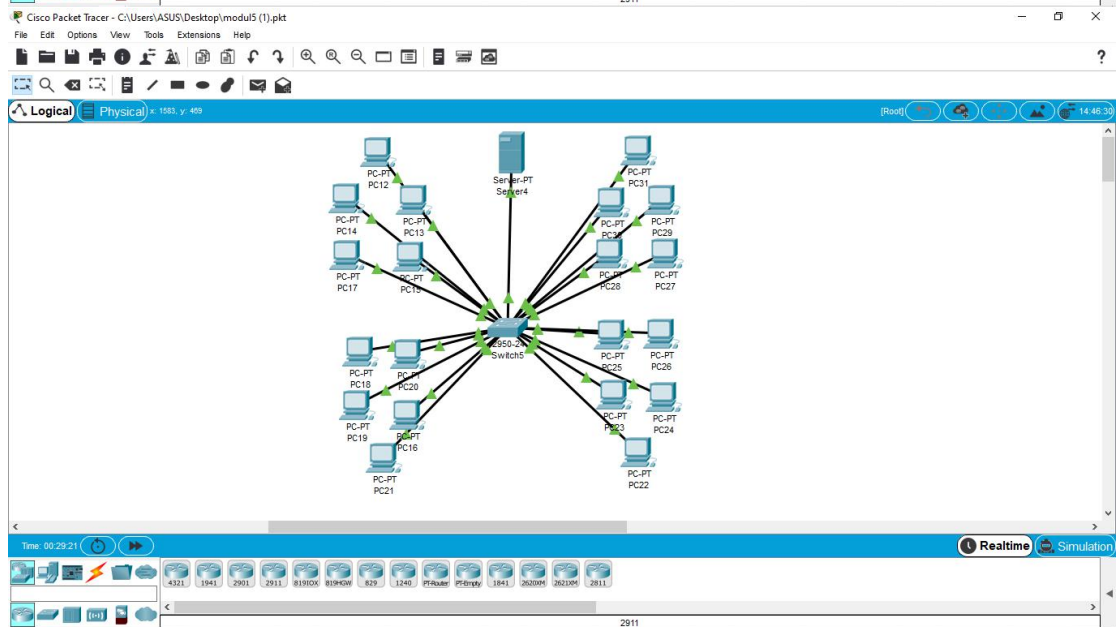 2911
Cisco Packet Tracer - C:\Users\ASUS\Desktop\modul5 (1).pkt
File Edit Options View Tools Extensions Help
?
Logical Physical x: 1583, y: 469 [Root] 14:46:30
PC-PT
PC12
Server-PT
Server4
PC-PT
PC31
PC-PT
PC14
PC-PT
PC13
PC-PT
PC30
PC-PT
PC29
PC-PT
PC17
PC-PT
PC15
PC-PT
PC28
PC-PT
PC27
2950-24
Switch5
PC-PT
PC18
PC-PT
PC20
PC-PT
PC25
PC-PT
PC26
PC-PT
PC19
PC-PT
PC16
PC-PT
PC23
PC-PT
PC24
PC-PT
PC21
PC-PT
PC22
Time: 00:29:21 Realtime Simulation
4321 1941 2901 2911 819IOX 819HGW 829 1240 PT-Router PT-Empty 1841 2620XM 2621XM 2811
2911